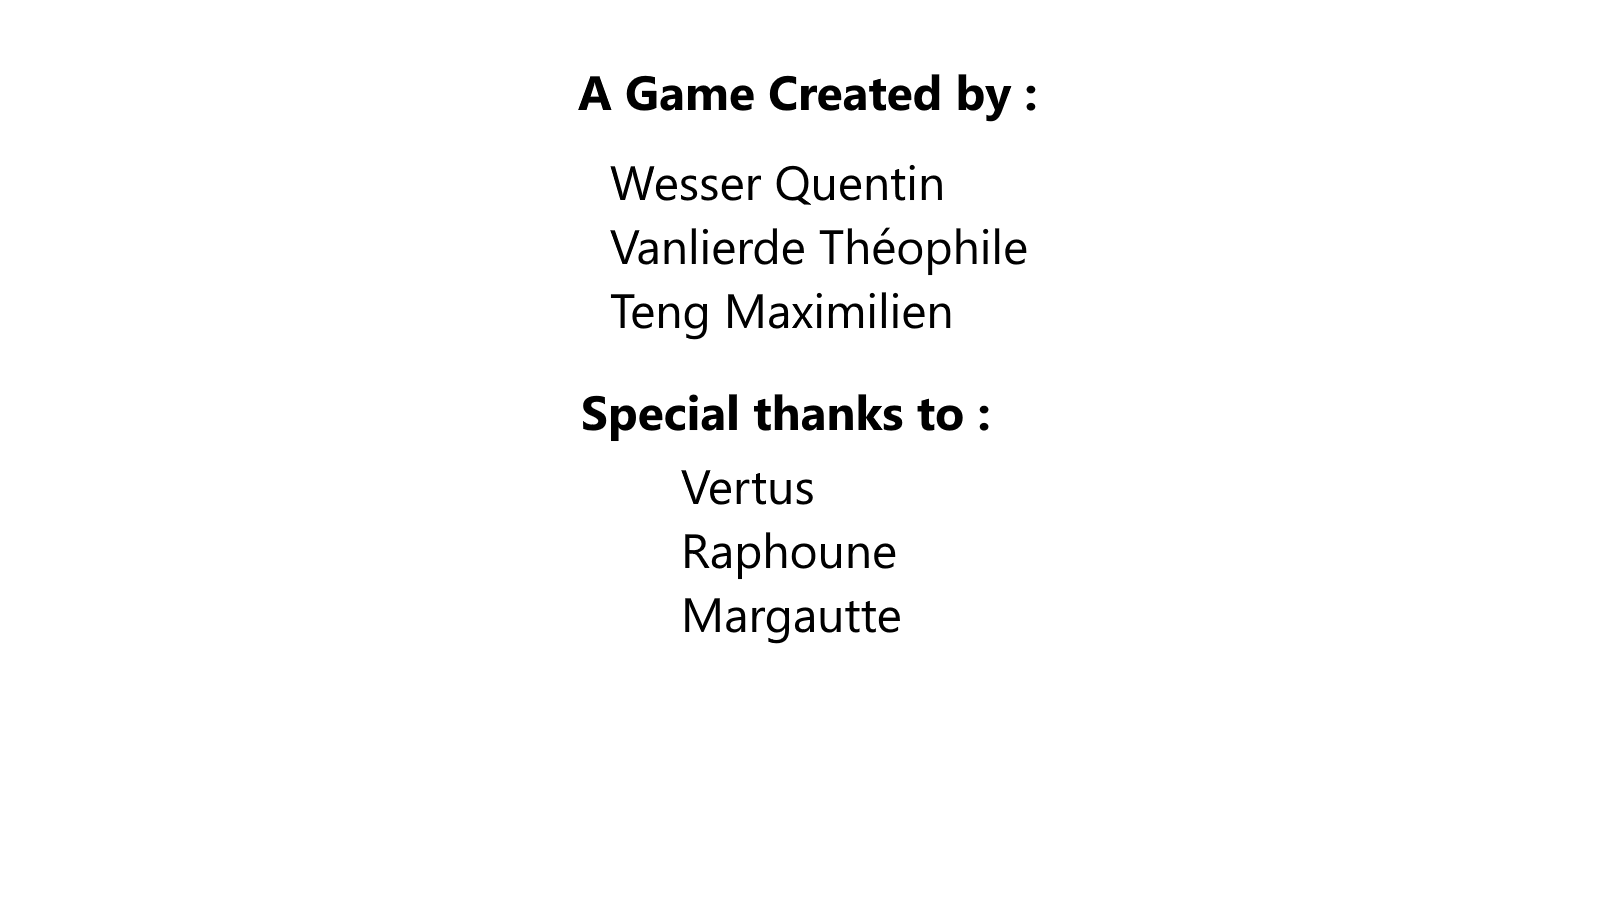 A Game Created by :
Wesser Quentin
Vanlierde Théophile
Teng Maximilien
Special thanks to :
Vertus
Raphoune
Margautte